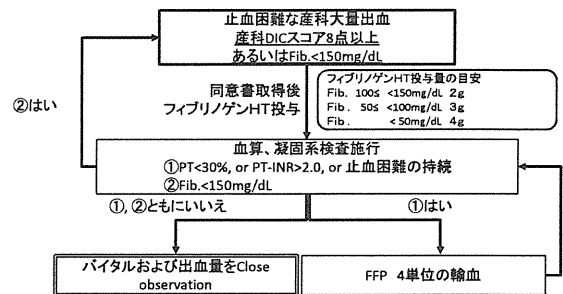 止血困難な産科大量出血
産科DICスコア8点以上
あるいはFib.<150mg/dL
②はい
同意書取得後
フィブリノゲンHT投与
フィブリノゲンHT投与量の目安
Fib. 100≤ <150mg/dL 2g
Fib. 50≤ <100mg/dL 3g
Fib. <50mg/dL 4g
血算、凝固系検査施行
①PT<30%, or PT-INR>2.0, or 止血困難の持続
②Fib.<150mg/dL
①, ②ともにいいえ
①はい
バイタルおよび出血量をClose
observation
FFP 4単位の輸血